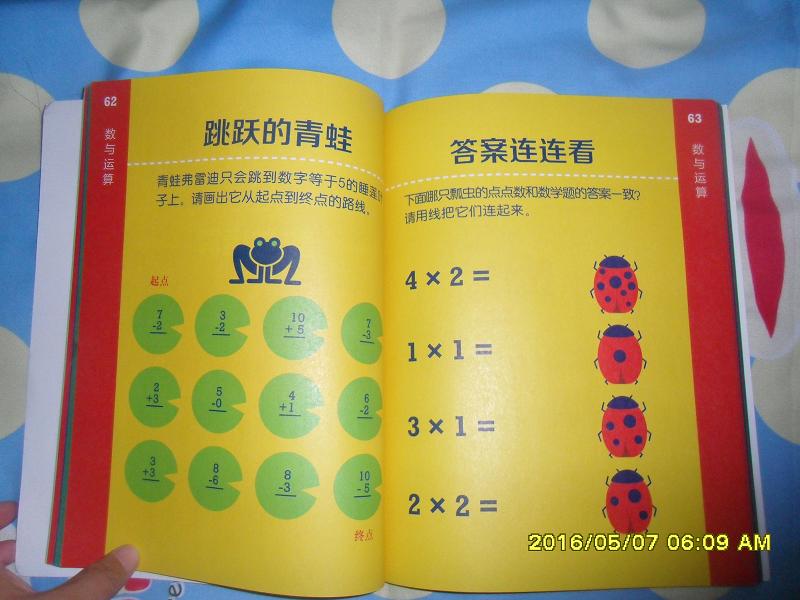 62
数与运算
跳跃的青蛙
青蛙弗雷迪只会跳到数字等于5的睡莲
子上。请画出它从起点到终点的路线。
起点
7
-2
3
-2
10
+ 5
7
-3
2
+3
5
-0
4
+1
6
-2
3
+3
8
-6
8
-3
10
- 5
终点
63
数与运算
答案连连看
下面哪只瓢虫的点点数和数学题的答案一致?
请用线把它们连起来。
4 × 2 =
1 × 1 =
3 × 1 =
2 × 2 =
2016/05/07 06:09 AM